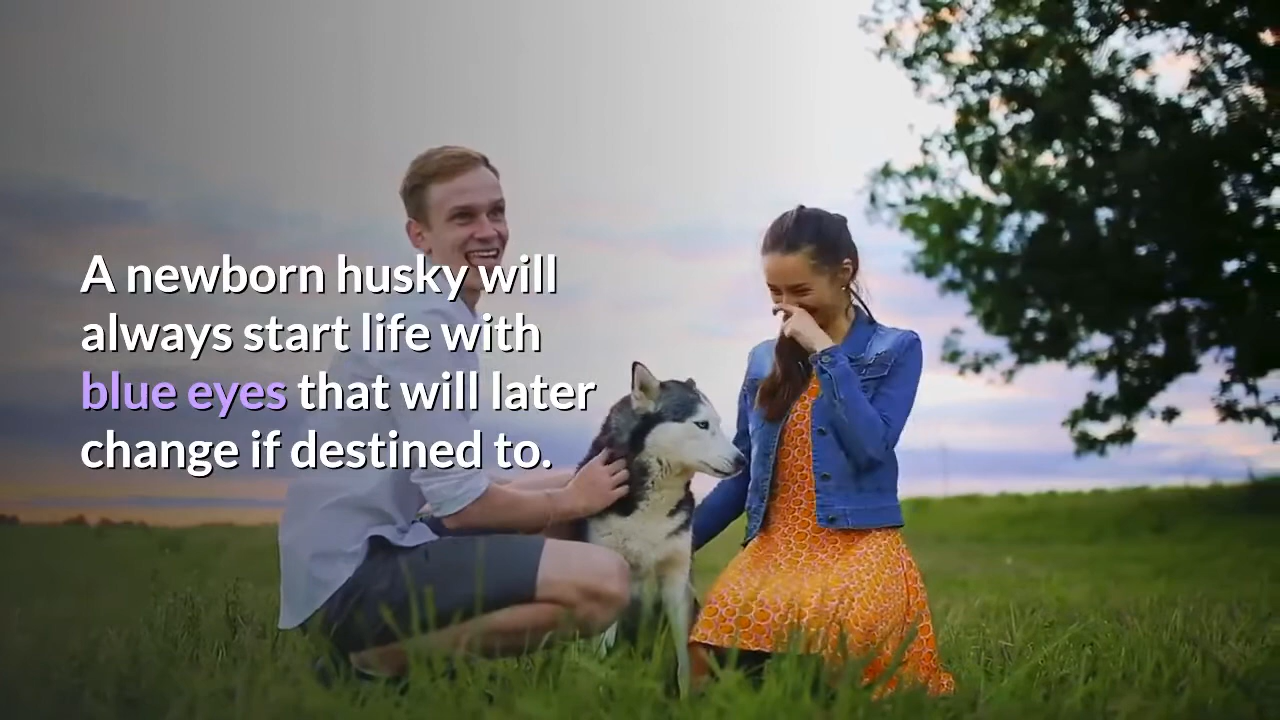 A newborn husky will
always start life with
blue eyes that will later
change if destined to.